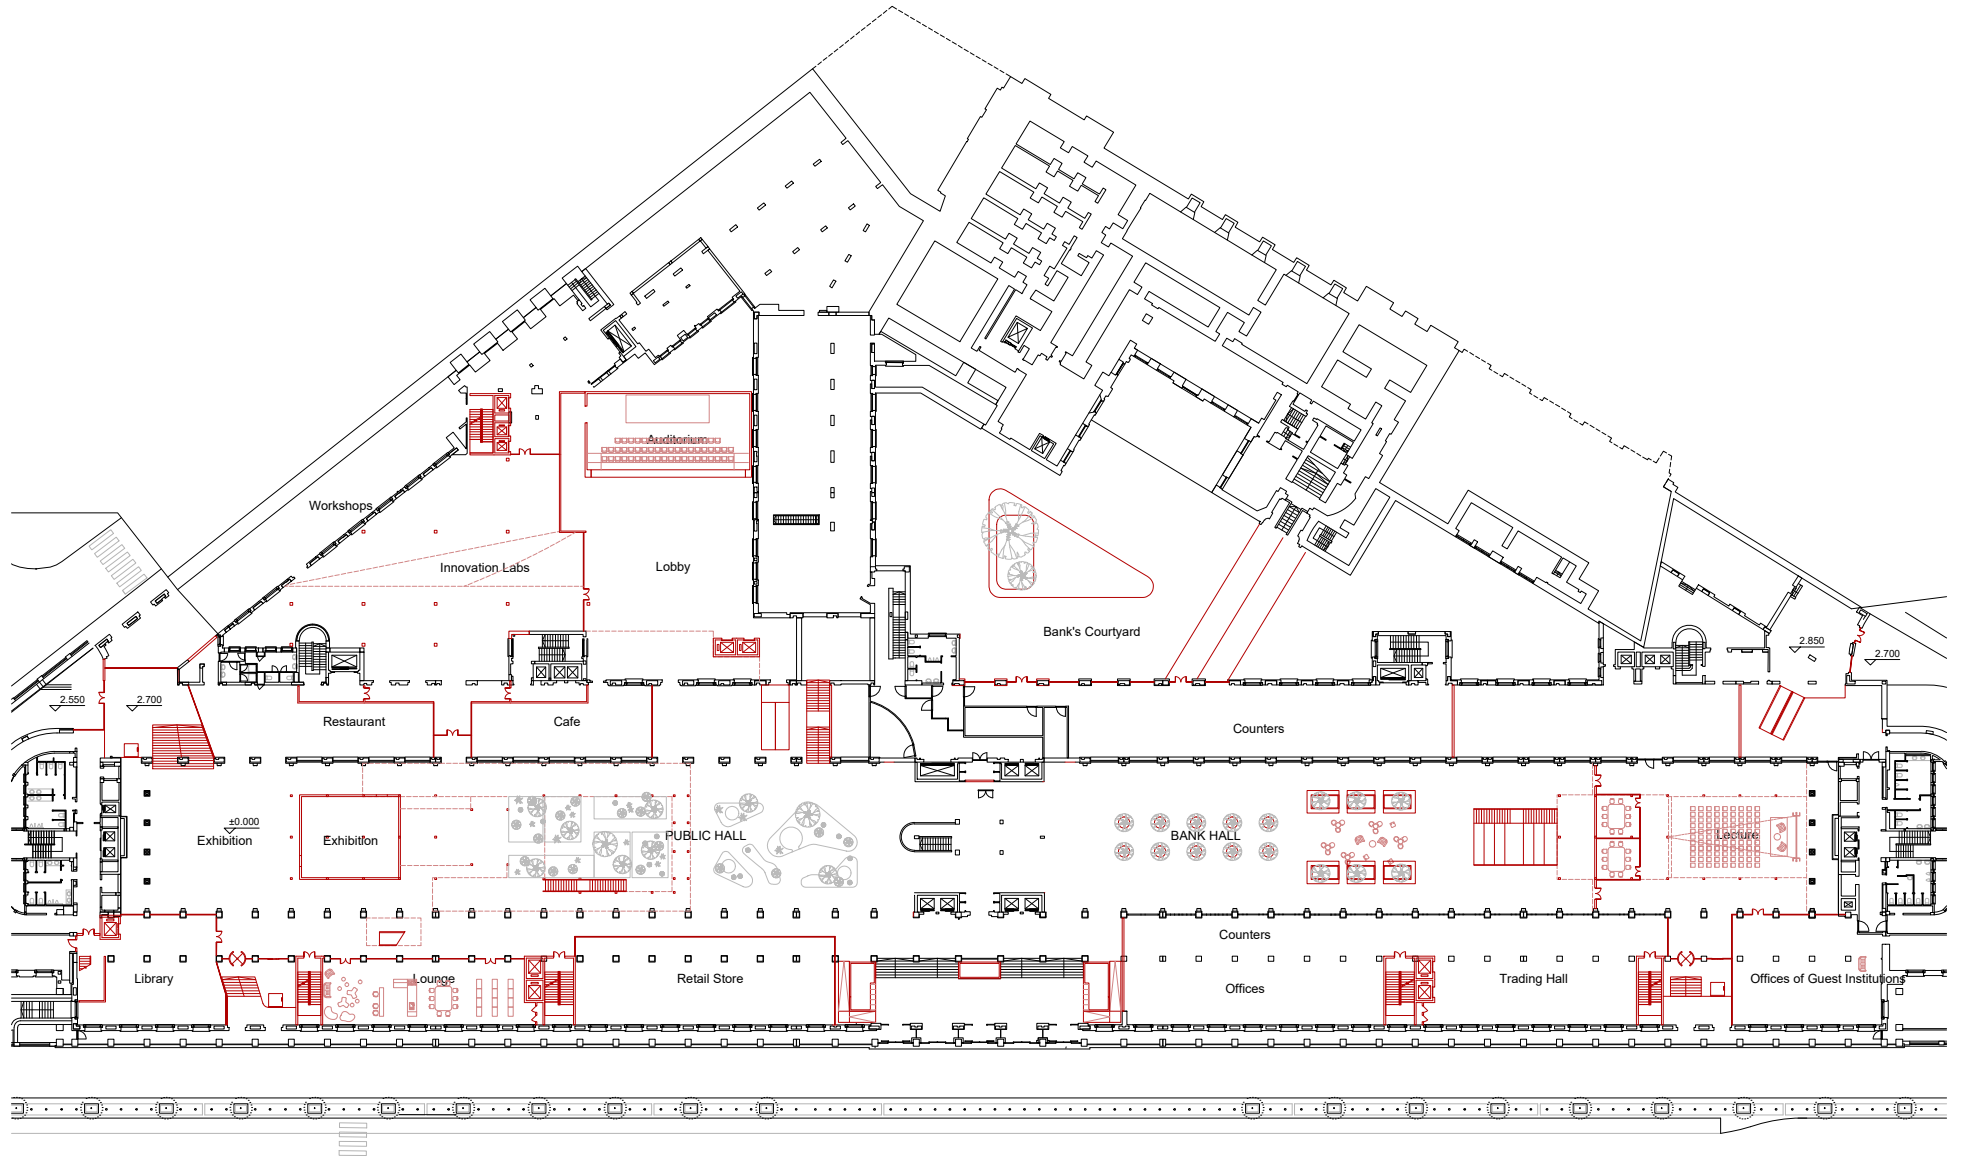 Auditorium
Workshops
Innovation Labs
Lobby
Bank's Courtyard
2.850
2.700
2.550
2.700
Restaurant
Cafe
Counters
±0.000
Exhibition
Exhibition
PUBLIC HALL
BANK HALL
Lecture
Counters
Library
Lounge
Retail Store
Offices
Trading Hall
Offices of Guest Institutions